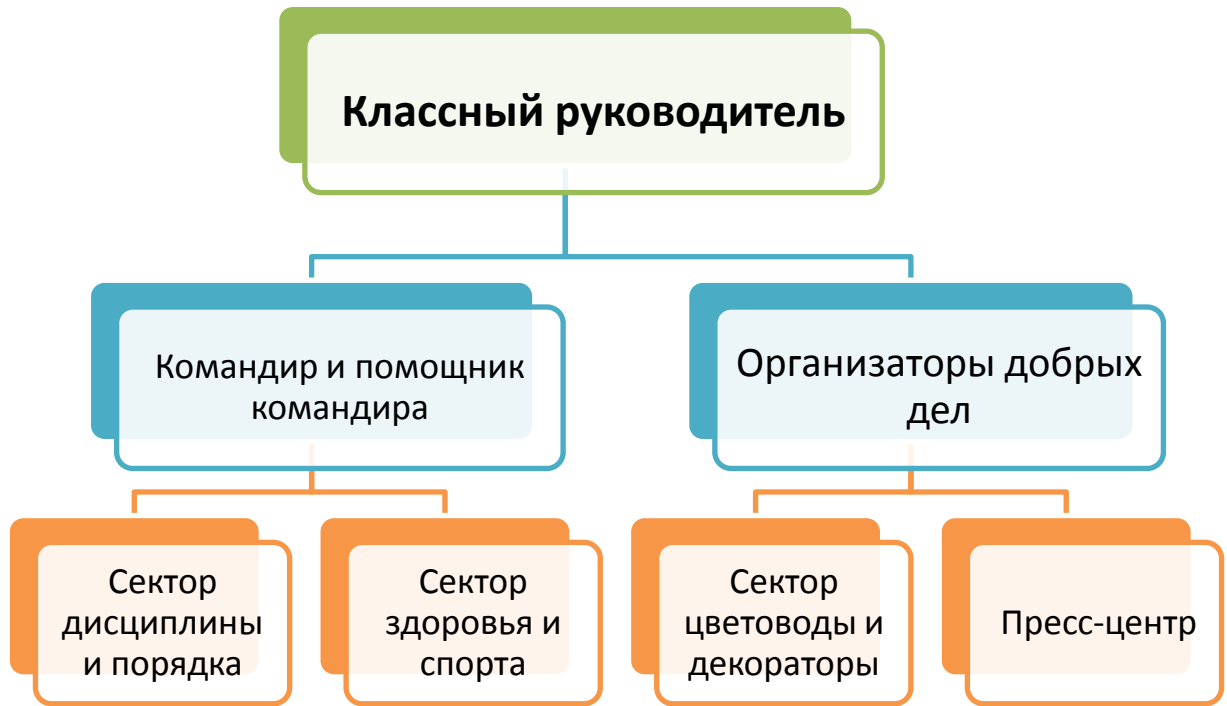 Классный руководитель
Командир и помощник
командира
Организаторы добрых
дел
Сектор
дисциплины
и порядка
Сектор
здоровья и
спорта
Сектор
цветоводы и
декораторы
Пресс-центр